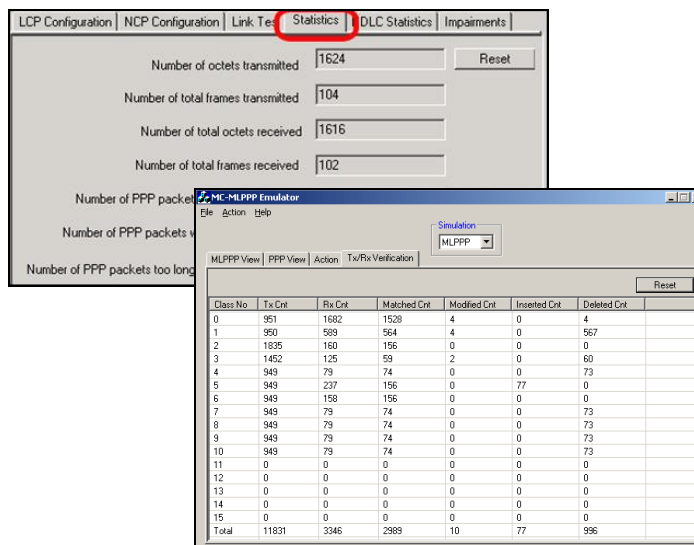 LCP Configuration NCP Configuration Link Tes Statistics DLC Statistics Impairments
Number of octets transmitted 1624 Reset
Number of total frames transmitted 104
Number of total octets received 1616
Number of total frames received 102
Number of PPP packet
Number of PPP packets w
Number of PPP packets too long
MC-MLPPP Emulator
File Action Help
Simulation
MLPPP
MLPPP View PPP View Action Tx/Rx Verification
Reset
Class No Tx Cnt Rx Cnt Matched Cnt Modified Cnt Inserted Cnt Deleted Cnt
0 951 1682 1528 4 0 4
1 950 589 564 4 0 567
2 1835 160 156 0 0 0
3 1452 125 59 2 0 60
4 949 79 74 0 0 73
5 949 237 156 0 77 0
6 949 158 156 0 0 0
7 949 79 74 0 0 73
8 949 79 74 0 0 73
9 949 79 74 0 0 73
10 949 79 74 0 0 73
11 0 0 0 0 0 0
12 0 0 0 0 0 0
13 0 0 0 0 0 0
14 0 0 0 0 0 0
15 0 0 0 0 0 0
Total 11831 3346 2989 10 77 996